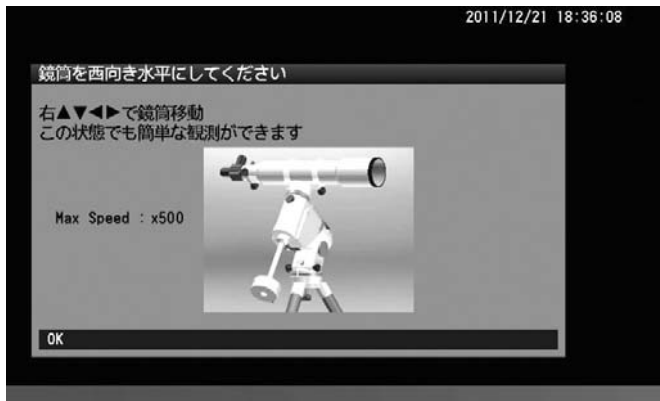 2011/12/21 18:36:08
鏡筒を西向き水平にしてください
右▲▼◀▶で鏡筒移動
この状態でも簡単な観測ができます
Max Speed : x500
OK